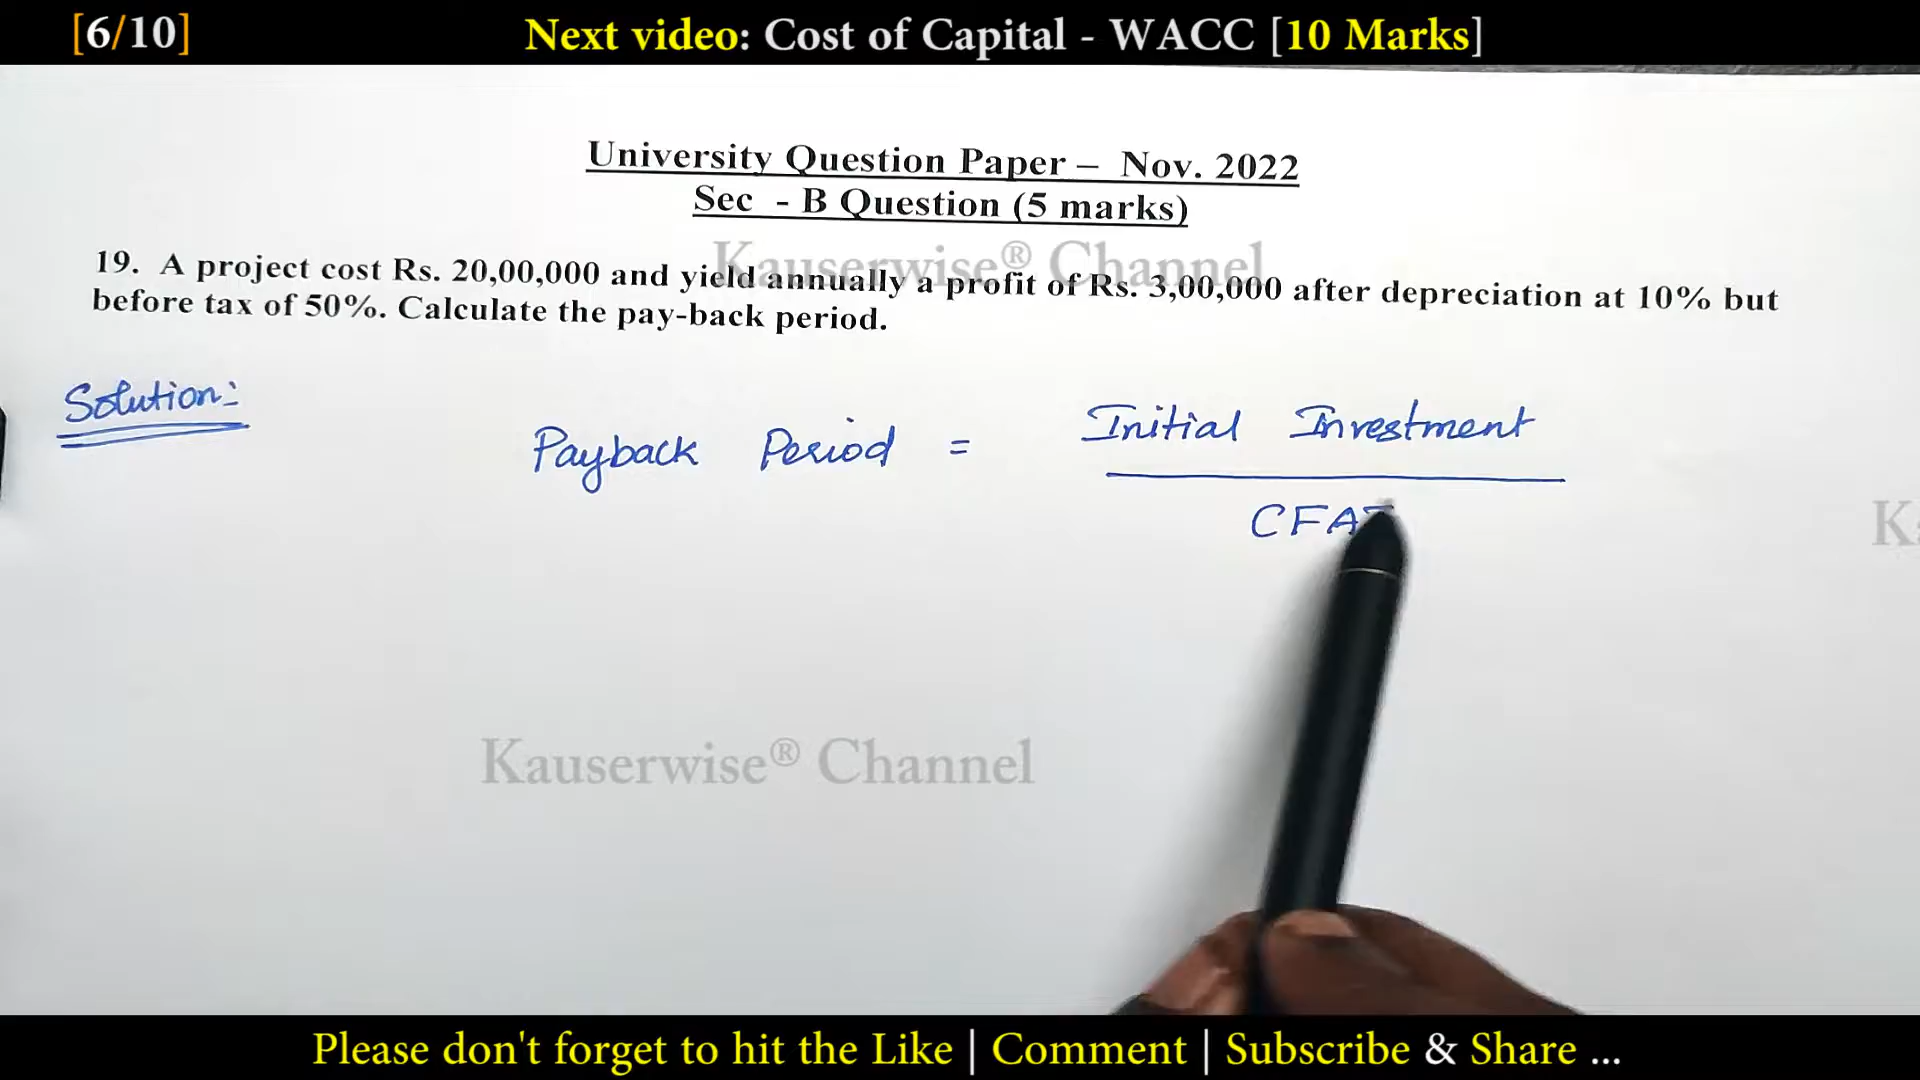 [6/10]
Next video: Cost of Capital - WACC [10 Marks]
University Question Paper – Nov. 2022
Sec - B Question (5 marks)
Kauserwise® Channel
19. A project cost Rs. 20,00,000 and yield annually a profit of Rs. 3,00,000 after depreciation at 10% but
before tax of 50%. Calculate the pay-back period.
Solution:-
Payback Period = Initial Investment
CFAT
Kauserwise® Channel
Please don't forget to hit the Like | Comment | Subscribe & Share ...